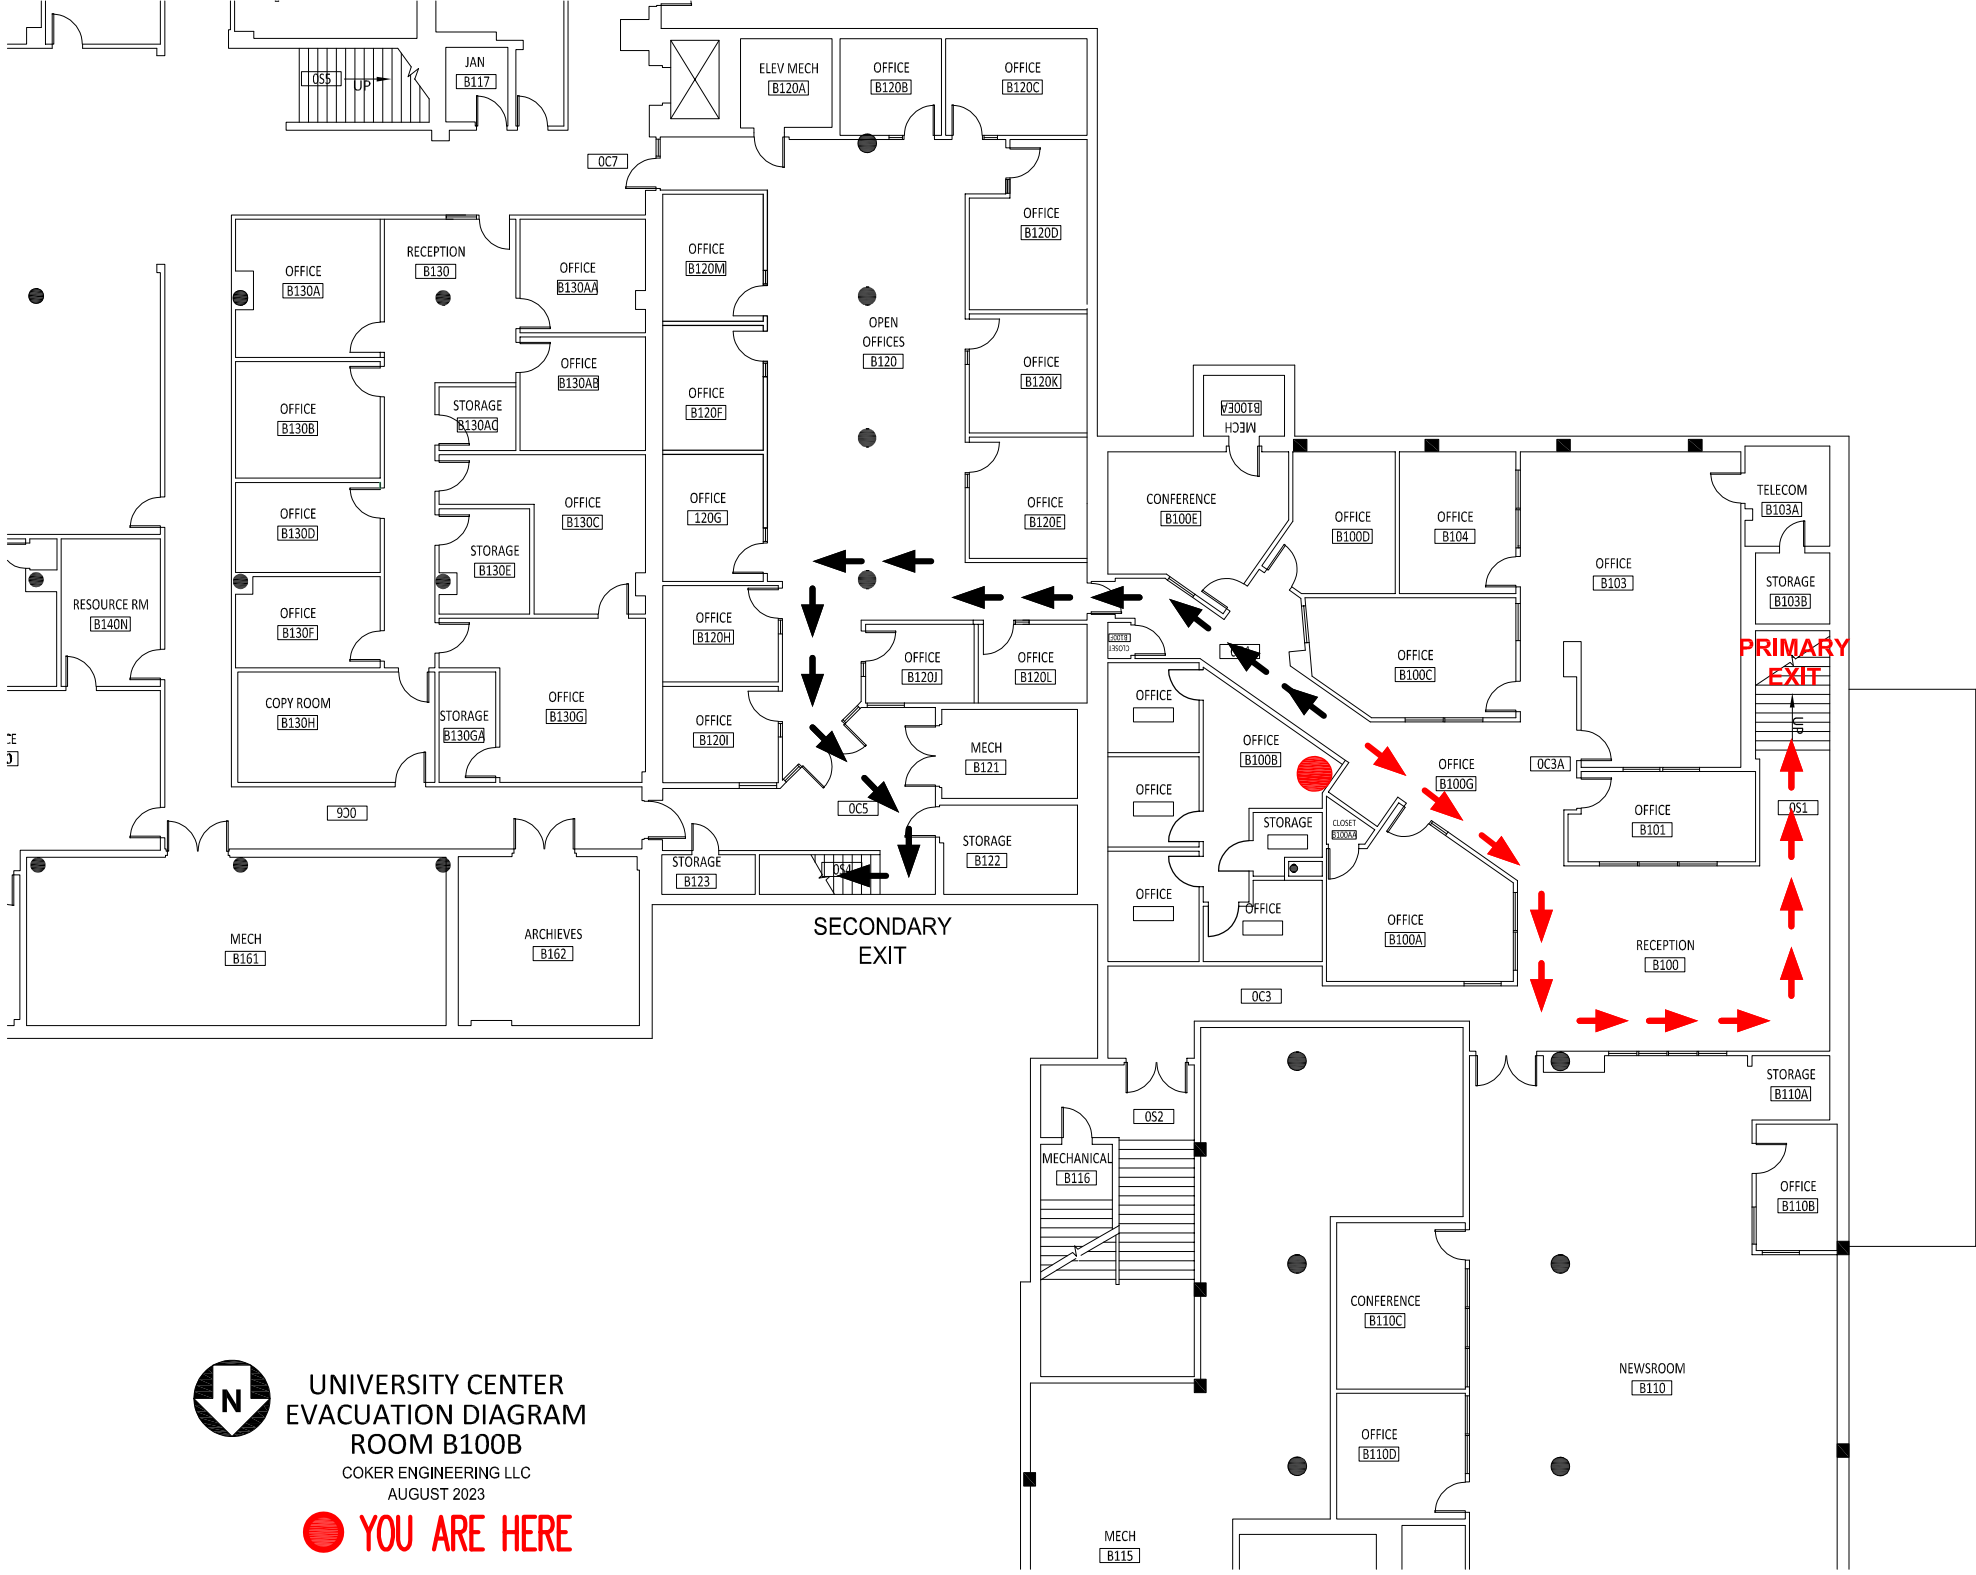 0S5
UP
JAN
B117
ELEV MECH
B120A
OFFICE
B120B
OFFICE
B120C
0C7
OFFICE
B120D
OFFICE
B120M
RECEPTION
B130
OFFICE
B130A
OFFICE
B130AA
OPEN
OFFICES
B120
OFFICE
B130AB
OFFICE
B120K
OFFICE
B120F
STORAGE
B130AC
OFFICE
B130B
B100EA
MECH
CONFERENCE
B100E
OFFICE
B120E
OFFICE
120G
OFFICE
B130C
OFFICE
B130D
OFFICE
B100D
OFFICE
B104
TELECOM
B103A
STORAGE
B130E
OFFICE
B103
STORAGE
B103B
RESOURCE RM
B140N
OFFICE
B130F
OFFICE
B120H
CLOSET
B100F
OFFICE
B120J
OFFICE
B120L
OFFICE
B100C
PRIMARY
EXIT
UP
COPY ROOM
B130H
STORAGE
B130GA
OFFICE
B130G
OFFICE
B120I
OFFICE
MECH
B121
OFFICE
B100B
OFFICE
B100G
0C3A
OFFICE
0C6
0C5
0S1
OFFICE
B101
STORAGE
CLOSET
B100AA
STORAGE
B122
STORAGE
B123
0S4
OFFICE
OFFICE
OFFICE
B100A
SECONDARY
EXIT
MECH
B161
ARCHIEVES
B162
RECEPTION
B100
0C3
STORAGE
B110A
0S2
MECHANICAL
B116
OFFICE
B110B
CONFERENCE
B110C
NEWSROOM
B110
OFFICE
B110D
MECH
B115
N
UNIVERSITY CENTER
EVACUATION DIAGRAM
ROOM B100B
COKER ENGINEERING LLC
AUGUST 2023
YOU ARE HERE